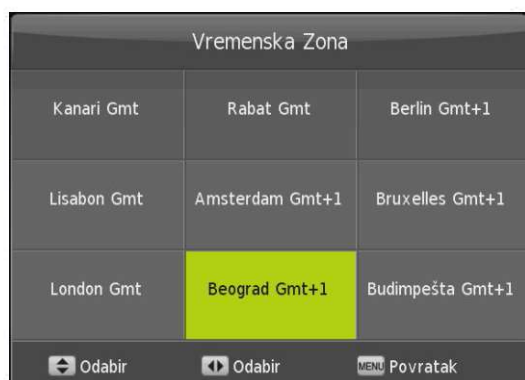 Vremenska Zona
Kanari Gmt Rabat Gmt Berlin Gmt+1
Lisabon Gmt Amsterdam Gmt+1 Bruxelles Gmt+1
London Gmt Beograd Gmt+1 Budimpešta Gmt+1
Odabir Odabir MENU Povratak